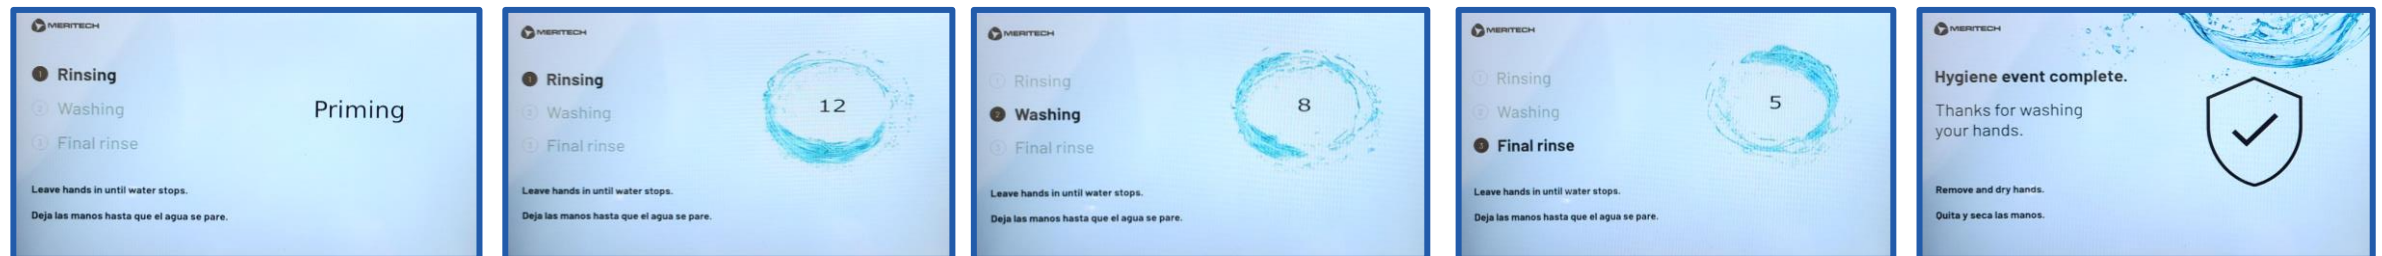 MERITECH
1 Rinsing
2 Washing
3 Final rinse
Priming
Leave hands in until water stops.
Deja las manos hasta que el agua se pare.
MERITECH
1 Rinsing
2 Washing
3 Final rinse
12
Leave hands in until water stops.
Deja las manos hasta que el agua se pare.
MERITECH
1 Rinsing
2 Washing
3 Final rinse
8
Leave hands in until water stops.
Deja las manos hasta que el agua se pare.
MERITECH
1 Rinsing
2 Washing
3 Final rinse
5
Leave hands in until water stops.
Deja las manos hasta que el agua se pare.
MERITECH
Hygiene event complete.
Thanks for washing
your hands.
Remove and dry hands.
Quita y seca las manos.